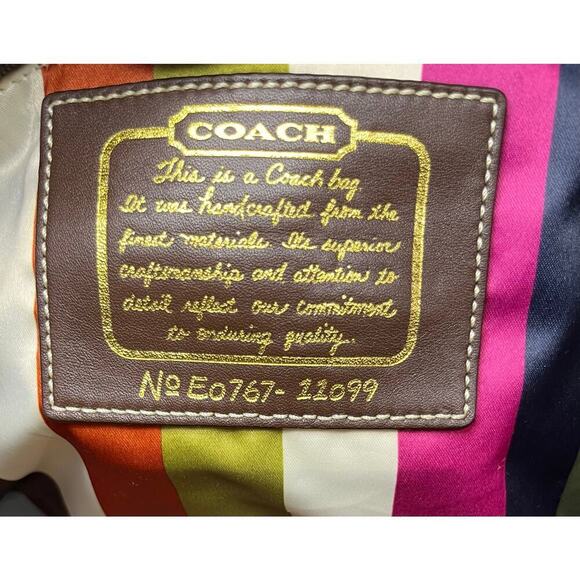 COACH
This is a Coach bag
It was handcrafted from the
finest materials. Its superior
craftsmanship and attention to
detail reflect our commitment
to enduring quality.
No E0767-11099